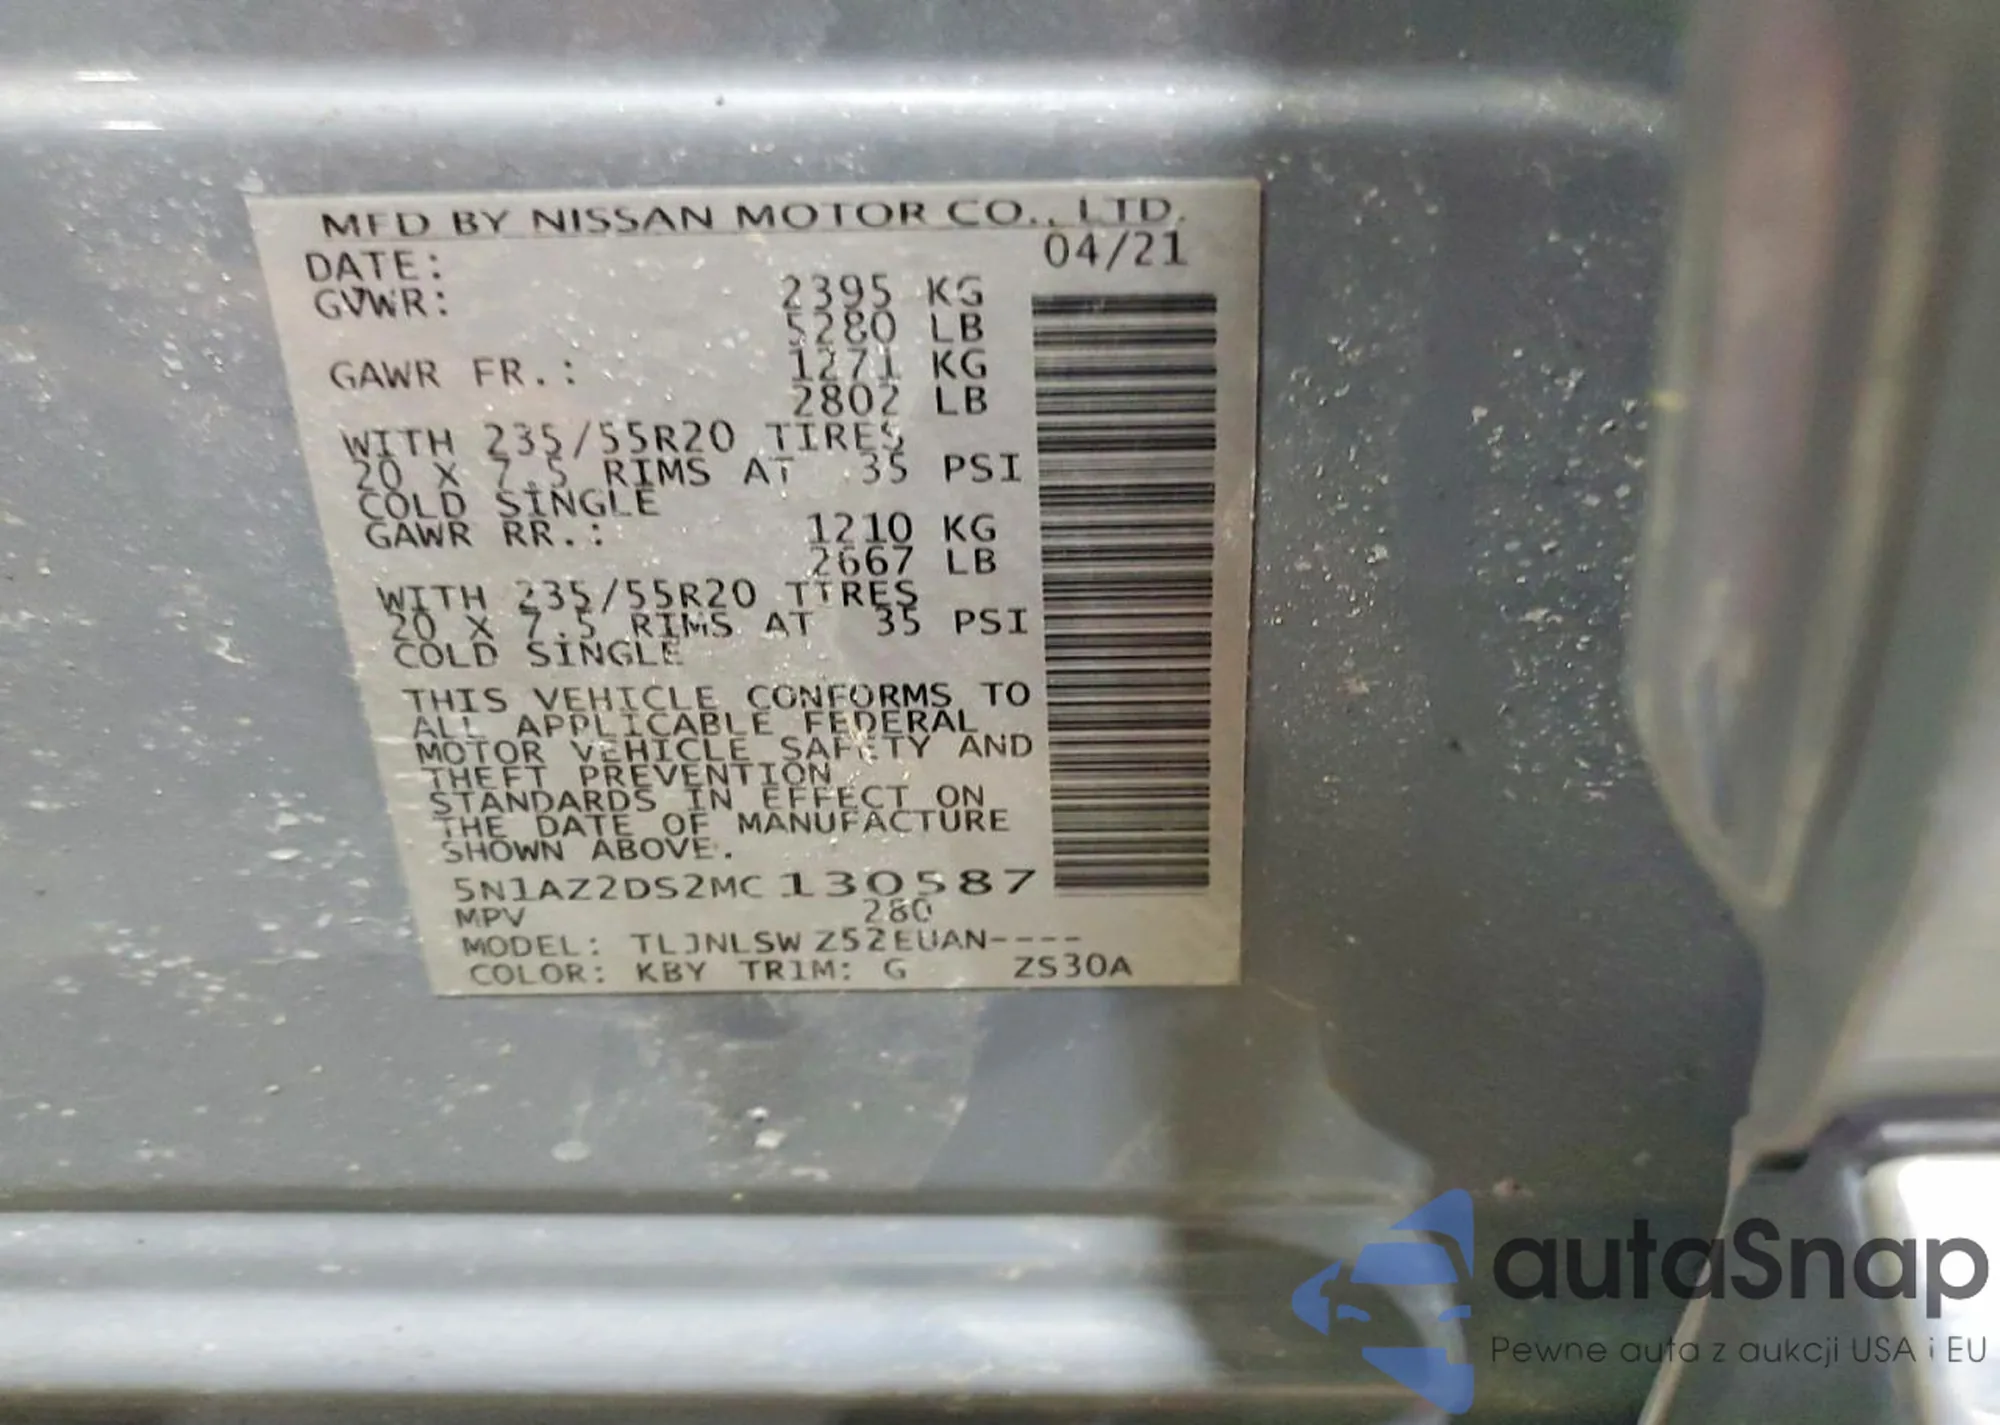 MFD BY NISSAN MOTOR CO., LTD.
DATE: 04/21
GVWR: 2395 KG
5280 LB
GAWR FR.: 1271 KG
2802 LB
WITH 235/55R20 TIRES
20 X 7.5 RIMS AT 35 PSI
COLD SINGLE
GAWR RR.: 1210 KG
2667 LB
WITH 235/55R20 TIRES
20 X 7.5 RIMS AT 35 PSI
COLD SINGLE
THIS VEHICLE CONFORMS TO
ALL APPLICABLE FEDERAL
MOTOR VEHICLE SAFETY AND
THEFT PREVENTION
STANDARDS IN EFFECT ON
THE DATE OF MANUFACTURE
SHOWN ABOVE.
5N1AZ2DS2MC130587
MPV 280
MODEL: TLJNLSW Z52EUAN----
COLOR: KBY TRIM: G ZS30A
autaSnap
Pewne auta z aukcji USA i EU